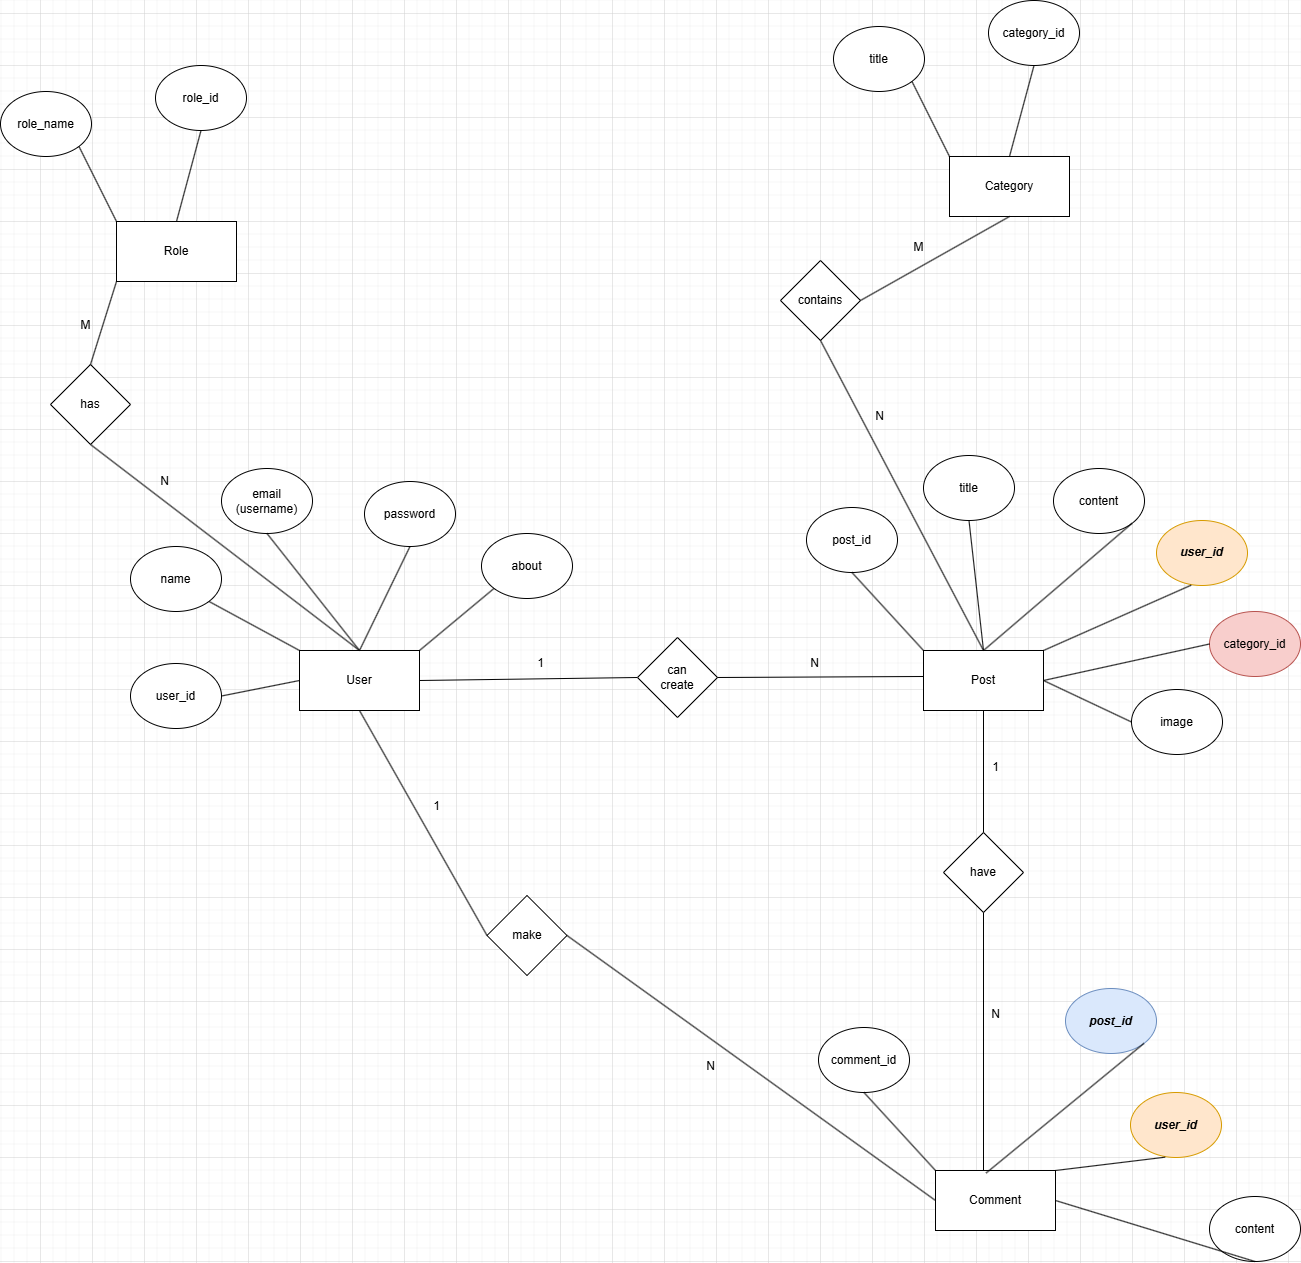 category_id
title
role_id
role_name
Category
Role
M
contains
M
has
N
N
title
email
(username)
content
password
post_id
user_id
about
name
category_id
1
N
can
create
User
Post
user_id
image
1
1
have
make
N
post_id
comment_id
N
user_id
Comment
content